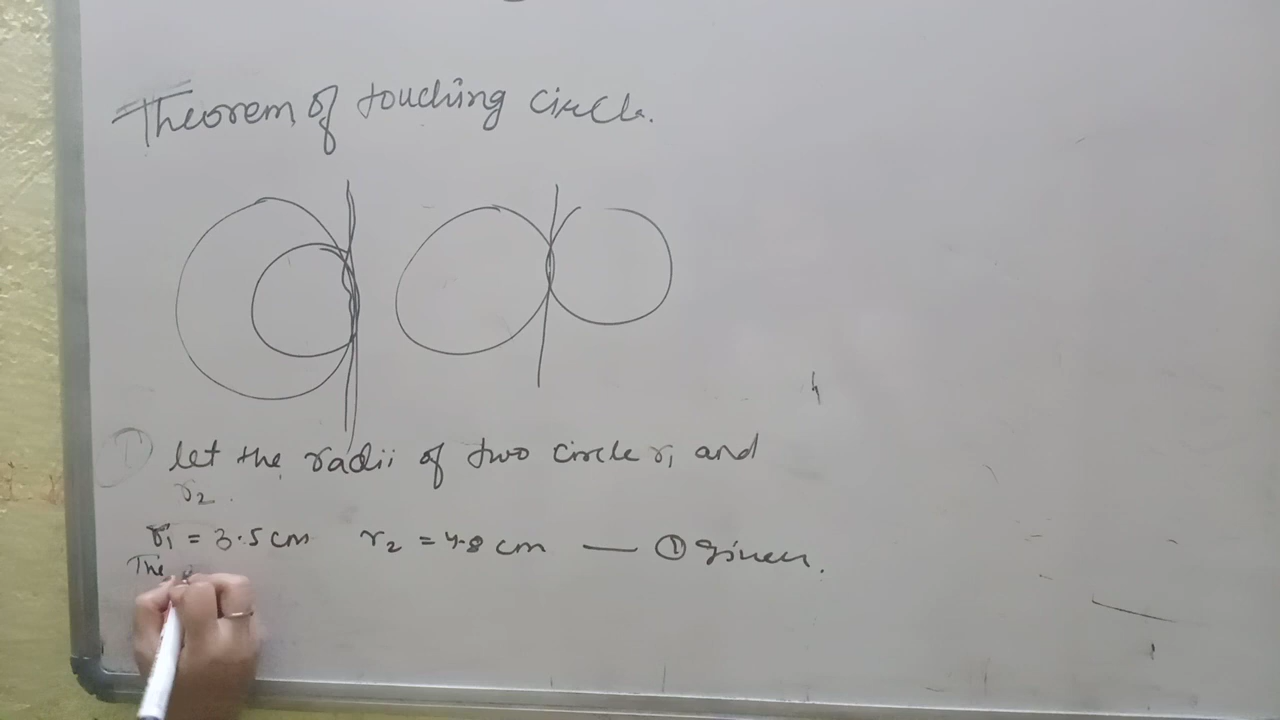 Theorem of touching circle.
① let the radii of two circle r₁ and
r₂.
r₁ = 3.5 cm r₂ = 4.8 cm — ① given.
The